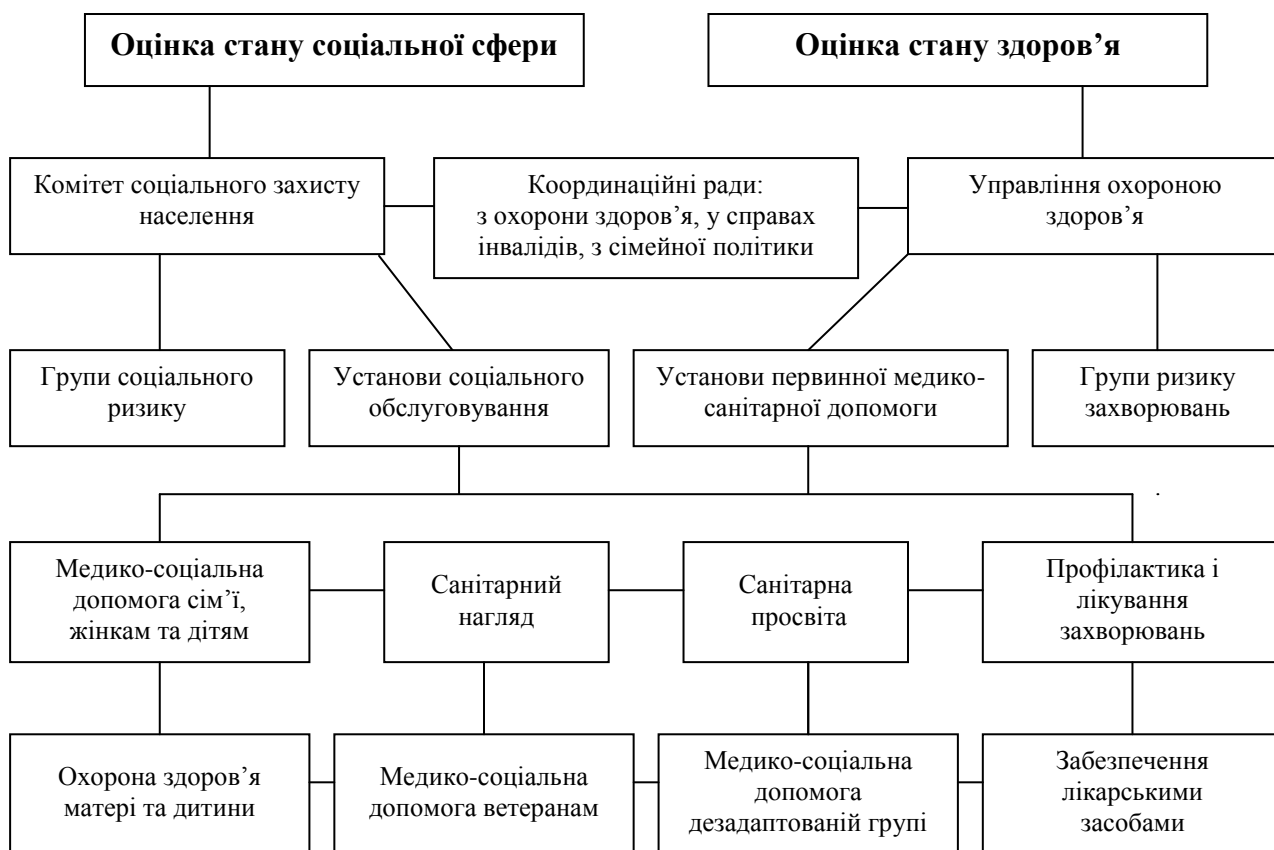 Оцінка стану соціальної сфери
Оцінка стану здоров’я
Комітет соціального захисту
населення
Координаційні ради:
з охорони здоров’я, у справах
інвалідів, з сімейної політики
Управління охороною
здоров’я
Групи соціального
ризику
Установи соціального
обслуговування
Установи первинної медико-
санітарної допомоги
Групи ризику
захворювань
Медико-соціальна
допомога сім’ї,
жінкам та дітям
Санітарний
нагляд
Санітарна
просвіта
Профілактика і
лікування
захворювань
Охорона здоров’я
матері та дитини
Медико-соціальна
допомога ветеранам
Медико-соціальна
допомога
дезадаптованій групі
Забезпечення
лікарськими
засобами